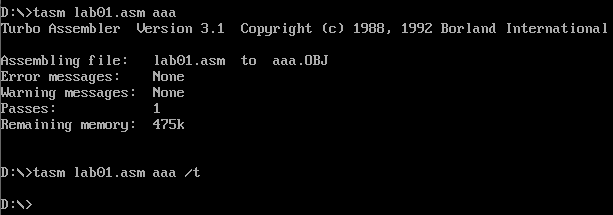 D:\>tasm lab01.asm aaa
Turbo Assembler  Version 3.1  Copyright (c) 1988, 1992 Borland International
Assembling file:   lab01.asm  to  aaa.OBJ
Error messages:    None
Warning messages:  None
Passes:            1
Remaining memory:  475k
D:\>tasm lab01.asm aaa /t
D:\>